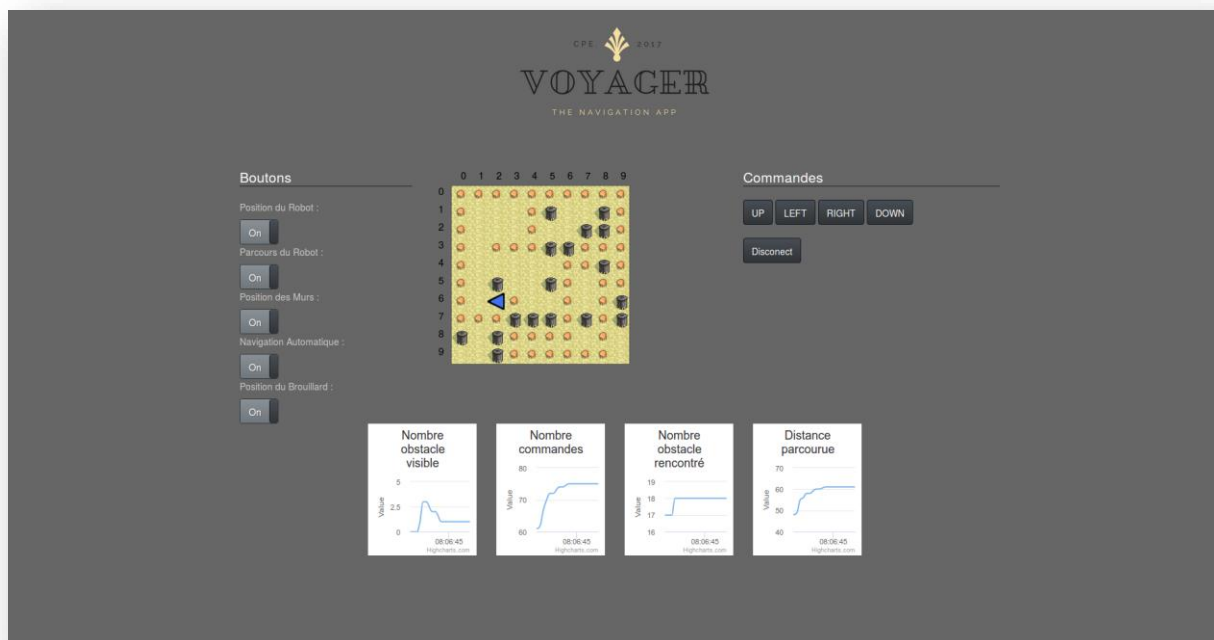 CPE 2017
VOYAGER
THE NAVIGATION APP
Boutons
Position du Robot :
On
Parcours du Robot :
On
Position des Murs :
On
Navigation Automatique :
On
Position du Brouillard :
On
0 1 2 3 4 5 6 7 8 9
0
1
2
3
4
5
6
7
8
9
Commandes
UP LEFT RIGHT DOWN
Disconect
Nombre
obstacle
visible
Value
5
2.5
0
08:06:45
Highcharts.com
Nombre
commandes
Value
80
70
60
08:06:45
Highcharts.com
Nombre
obstacle
rencontré
Value
19
18
17
16
08:06:45
Highcharts.com
Distance
parcourue
Value
70
60
50
40
08:06:45
Highcharts.com